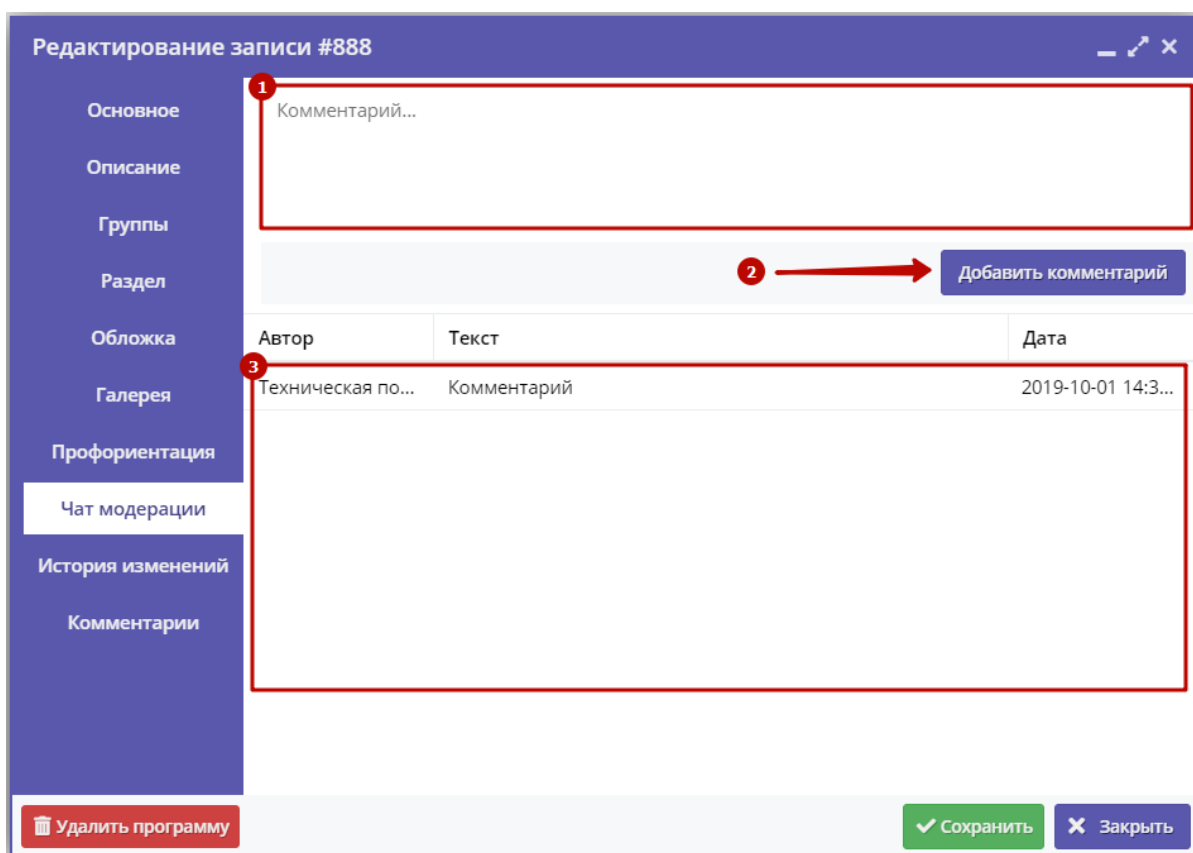 Редактирование записи #888
Основное
Описание
Группы
Раздел
Обложка
Галерея
Профориентация
Чат модерации
История изменений
Комментарии
1
Комментарий...
2
Добавить комментарий
Автор Текст Дата
3
Техническая по... Комментарий 2019-10-01 14:3...
Удалить программу
Сохранить
Закрыть